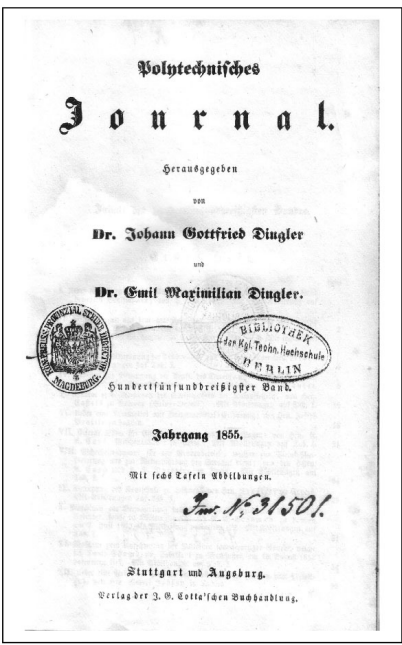 Polytechnisches
Journal.
Herausgegeben
von
Dr. Johann Gottfried Dingler
und
Dr. Emil Maximilian Dingler.
MAGDEBURG
BIBLIOTHEK
der Kgl. Techn. Hochschule
BERLIN
Hundertfünfunddreißigster Band.
Jahrgang 1855.
Mit sechs Tafeln Abbildungen.
Inv. № 31501.
Stuttgart und Augsburg.
Verlag der J. G. Cotta'schen Buchhandlung.